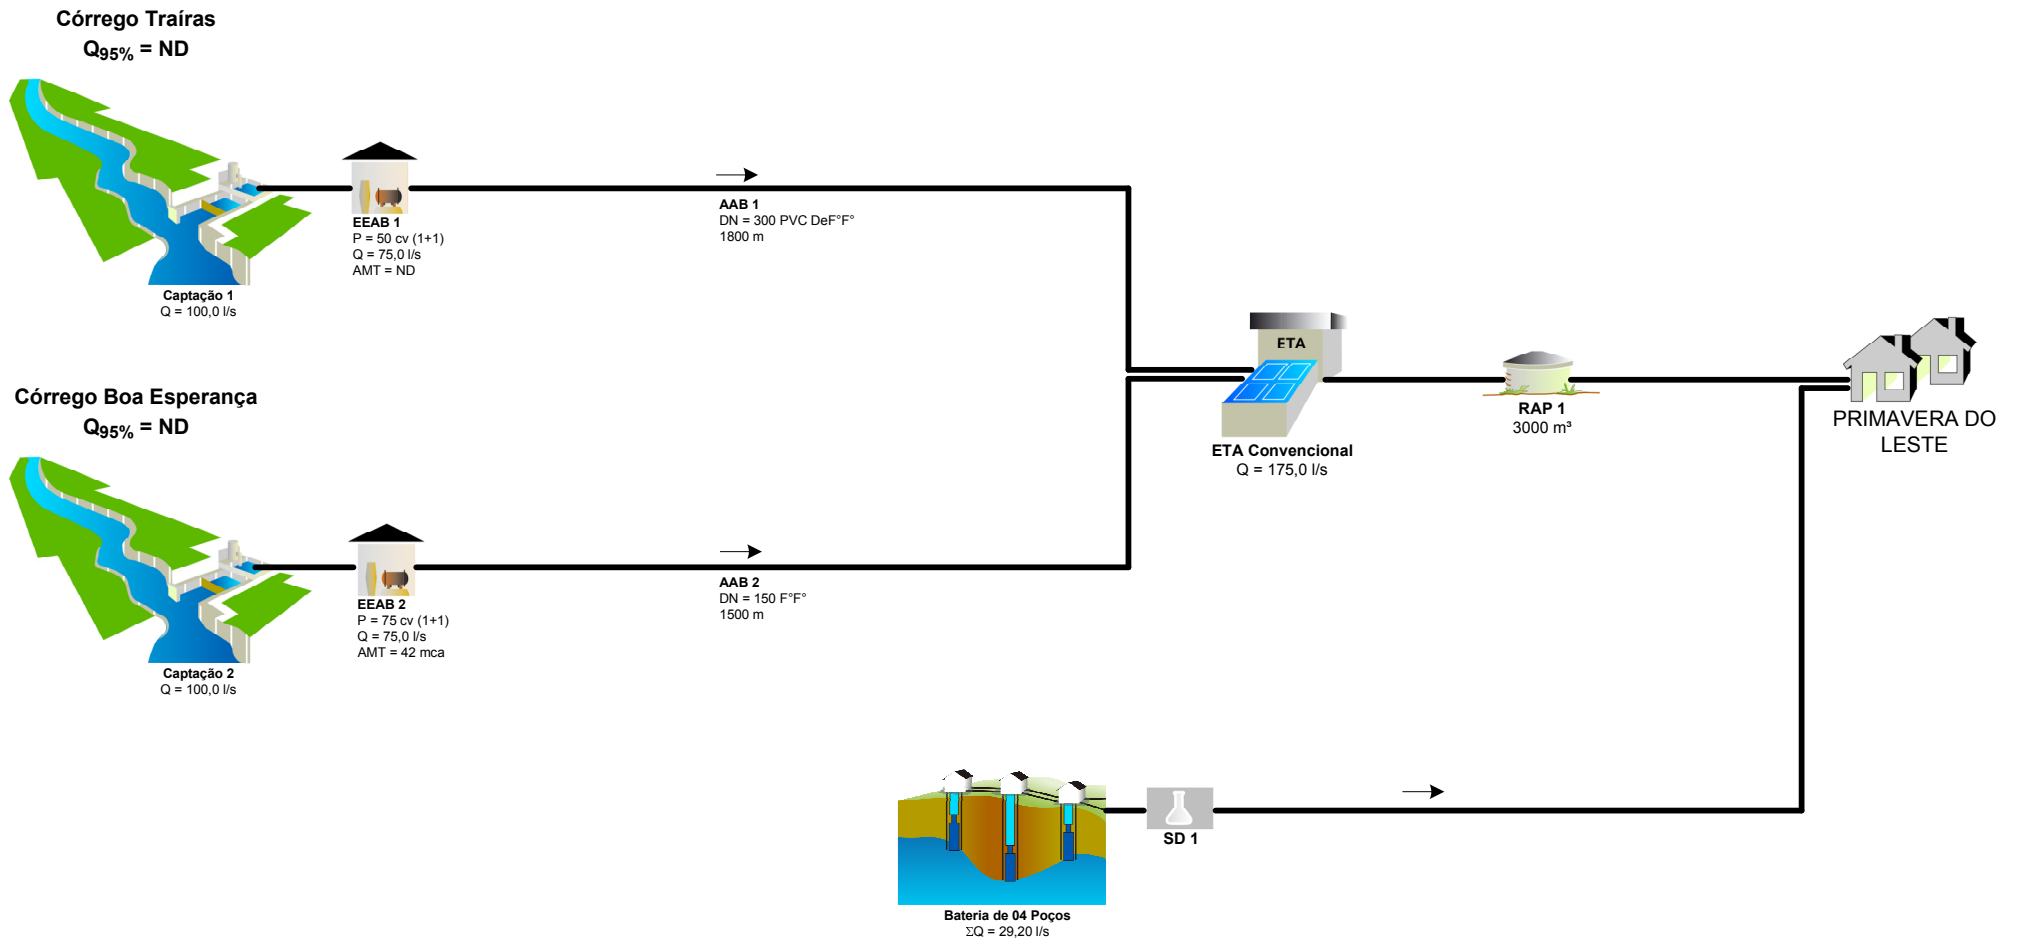 Córrego Traíras
Q95% = ND
EEAB 1
P = 50 cv (1+1)
Q = 75,0 l/s
AMT = ND
AAB 1
DN = 300 PVC DeF°F°
1800 m
Captação 1
Q = 100,0 l/s
ETA
ETA Convencional
Q = 175,0 l/s
RAP 1
3000 m³
PRIMAVERA DO
LESTE
Córrego Boa Esperança
Q95% = ND
EEAB 2
P = 75 cv (1+1)
Q = 75,0 l/s
AMT = 42 mca
AAB 2
DN = 150 F°F°
1500 m
Captação 2
Q = 100,0 l/s
SD 1
Bateria de 04 Poços
ΣQ = 29,20 l/s